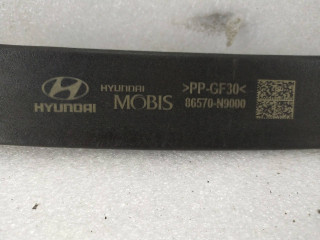 HYUNDAI
HYUNDAI
MOBIS
>PP-GF30<
86570-N9000